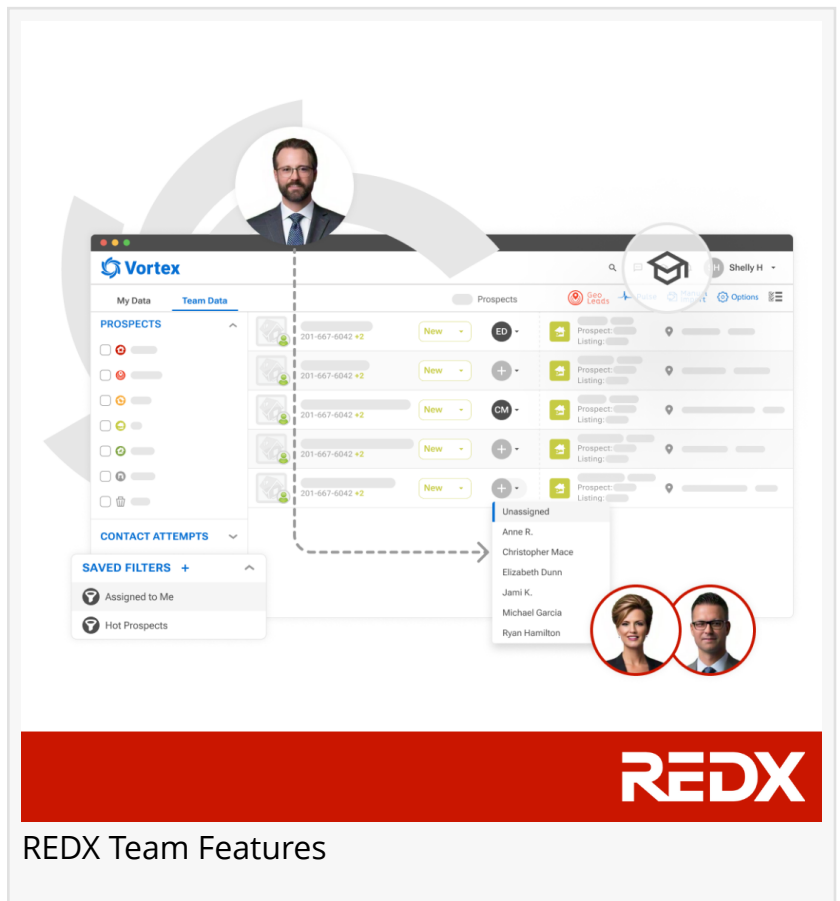 Vortex
H
Shelly H
My Data
Team Data
Prospects
Geo
Leads
Options
PROSPECTS
201-667-6042 +2
New
ED
Prospect:
Listing:
201-667-6042 +2
New
+
Prospect:
Listing:
201-667-6042 +2
New
CM
Prospect:
Listing:
201-667-6042 +2
New
+
Prospect:
Listing:
201-667-6042 +2
New
+
Prospect:
Listing:
CONTACT ATTEMPTS
SAVED FILTERS +
Assigned to Me
Hot Prospects
Unassigned
Anne R.
Christopher Mace
Elizabeth Dunn
Jami K.
Michael Garcia
Ryan Hamilton
REDX
REDX Team Features